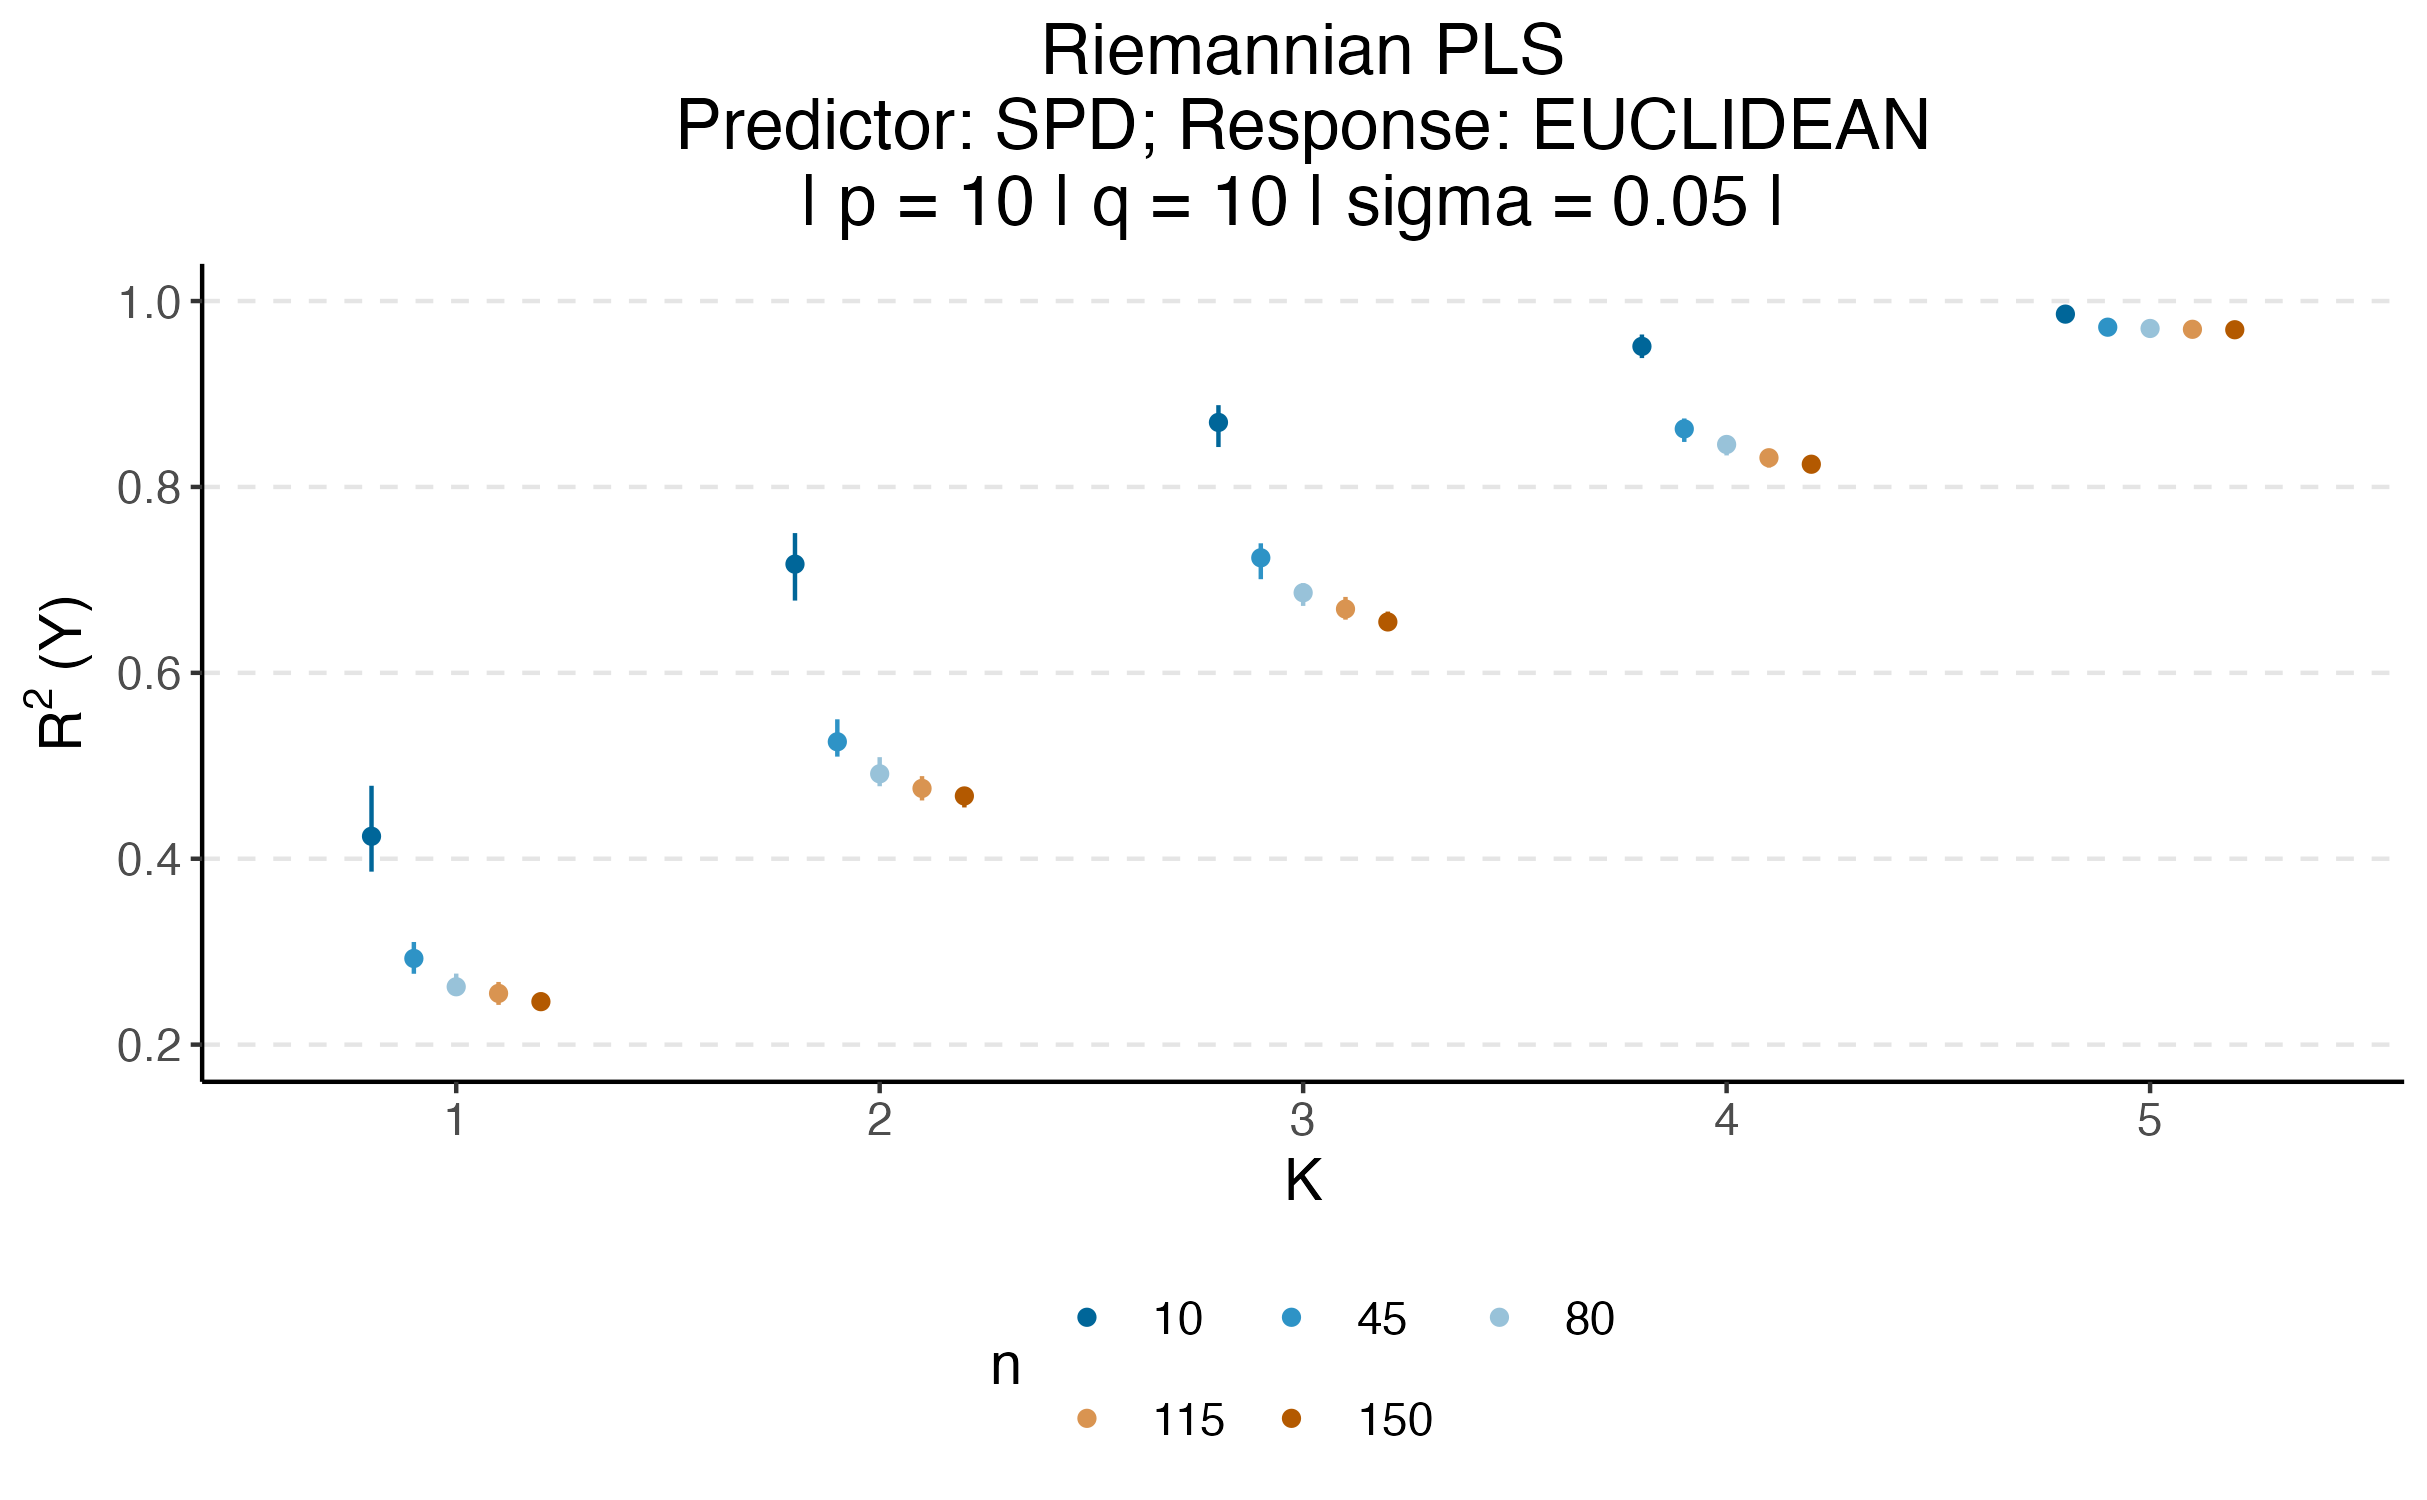 Riemannian PLS
Predictor: SPD; Response: EUCLIDEAN
| p = 10 | q = 10 | sigma = 0.05 |
1.0
0.8
0.6
0.4
0.2
R² (Y)
1 2 3 4 5
K
n
10 45 80
115 150